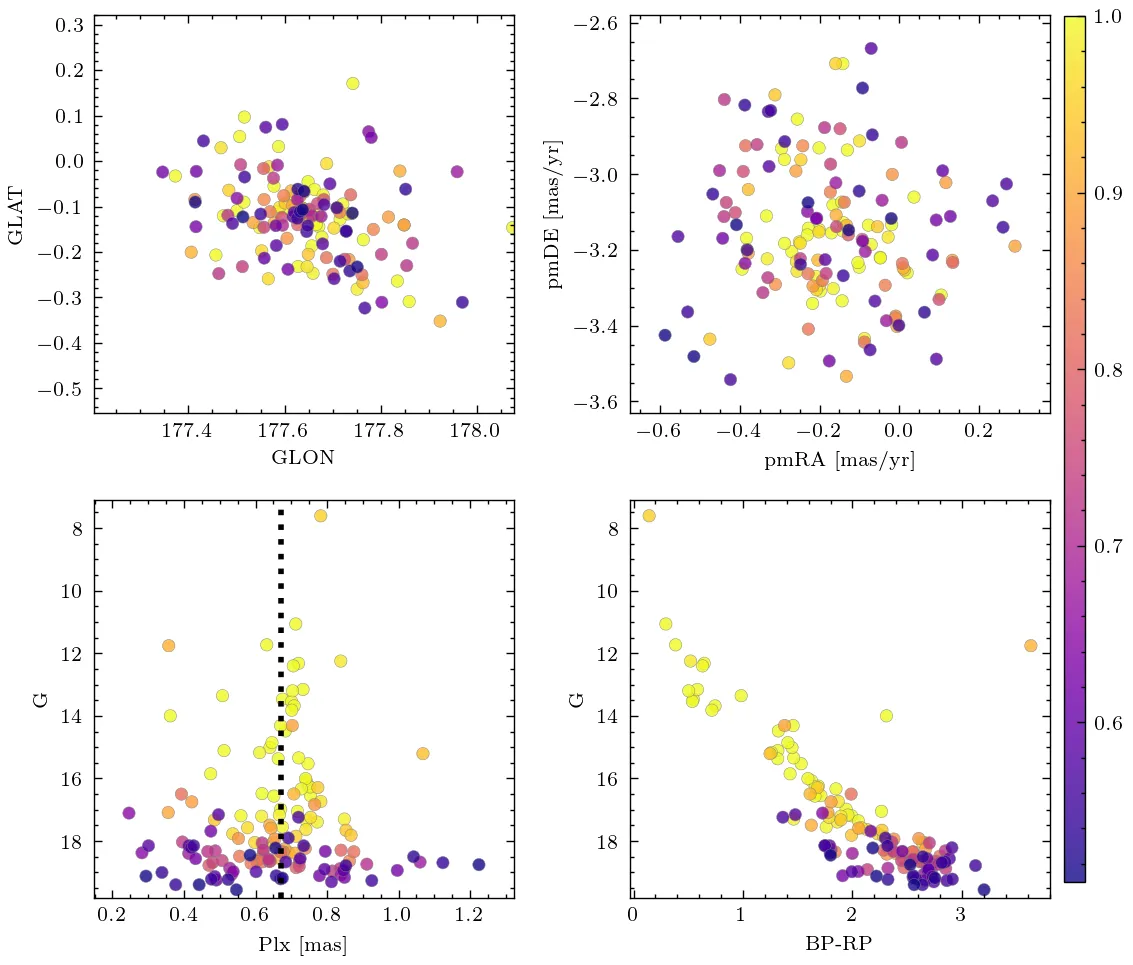 0.3
0.2
0.1
0.0
−0.1
−0.2
−0.3
−0.4
−0.5
GLAT
177.4 177.6 177.8 178.0
GLON
−2.6
−2.8
−3.0
−3.2
−3.4
−3.6
pmDE [mas/yr]
−0.6 −0.4 −0.2 0.0 0.2
pmRA [mas/yr]
1.0
0.9
0.8
0.7
0.6
8
10
12
14
16
18
G
0.2 0.4 0.6 0.8 1.0 1.2
Plx [mas]
8
10
12
14
16
18
G
0 1 2 3
BP-RP